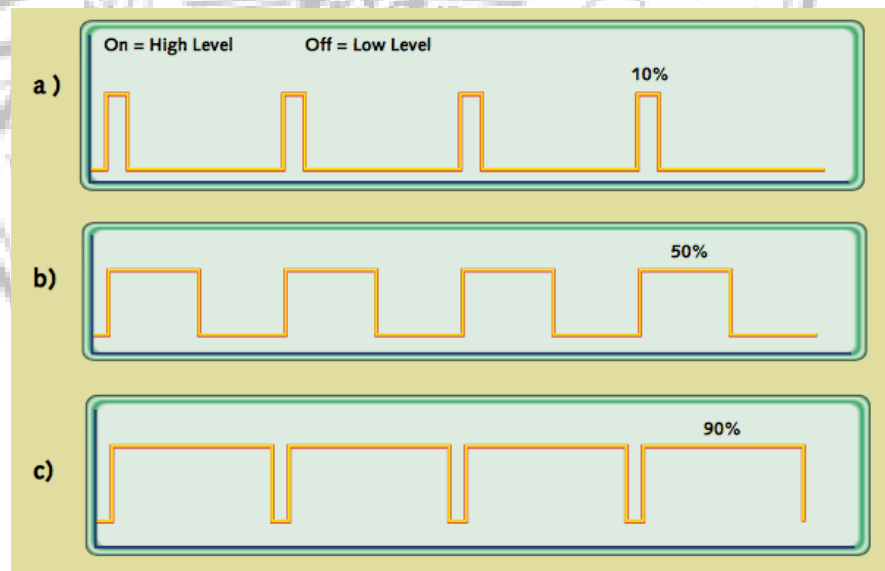 On = High Level Off = Low Level
a )
10%
50%
b)
90%
c)